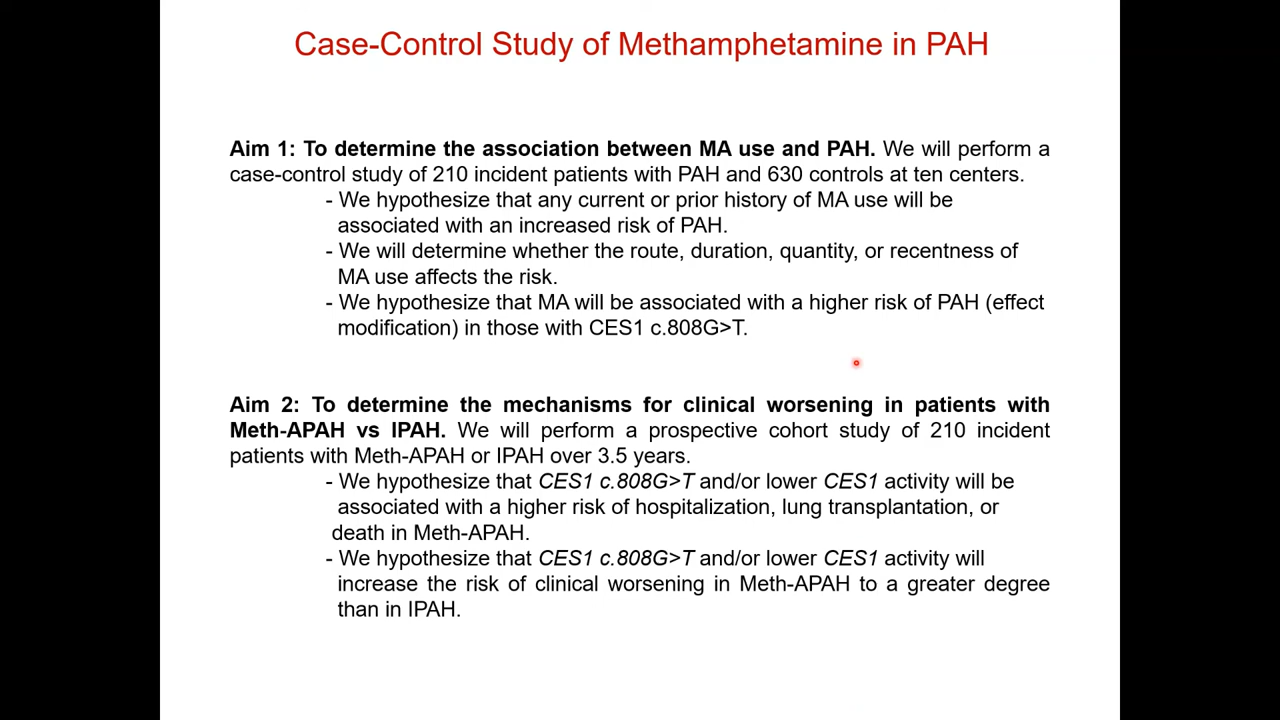 Case-Control Study of Methamphetamine in PAH
Aim 1: To determine the association between MA use and PAH. We will perform a
case-control study of 210 incident patients with PAH and 630 controls at ten centers.
- We hypothesize that any current or prior history of MA use will be
associated with an increased risk of PAH.
- We will determine whether the route, duration, quantity, or recentness of
MA use affects the risk.
- We hypothesize that MA will be associated with a higher risk of PAH (effect
modification) in those with CES1 c.808G>T.
Aim 2: To determine the mechanisms for clinical worsening in patients with
Meth-APAH vs IPAH. We will perform a prospective cohort study of 210 incident
patients with Meth-APAH or IPAH over 3.5 years.
- We hypothesize that CES1 c.808G>T and/or lower CES1 activity will be
associated with a higher risk of hospitalization, lung transplantation, or
death in Meth-APAH.
- We hypothesize that CES1 c.808G>T and/or lower CES1 activity will
increase the risk of clinical worsening in Meth-APAH to a greater degree
than in IPAH.